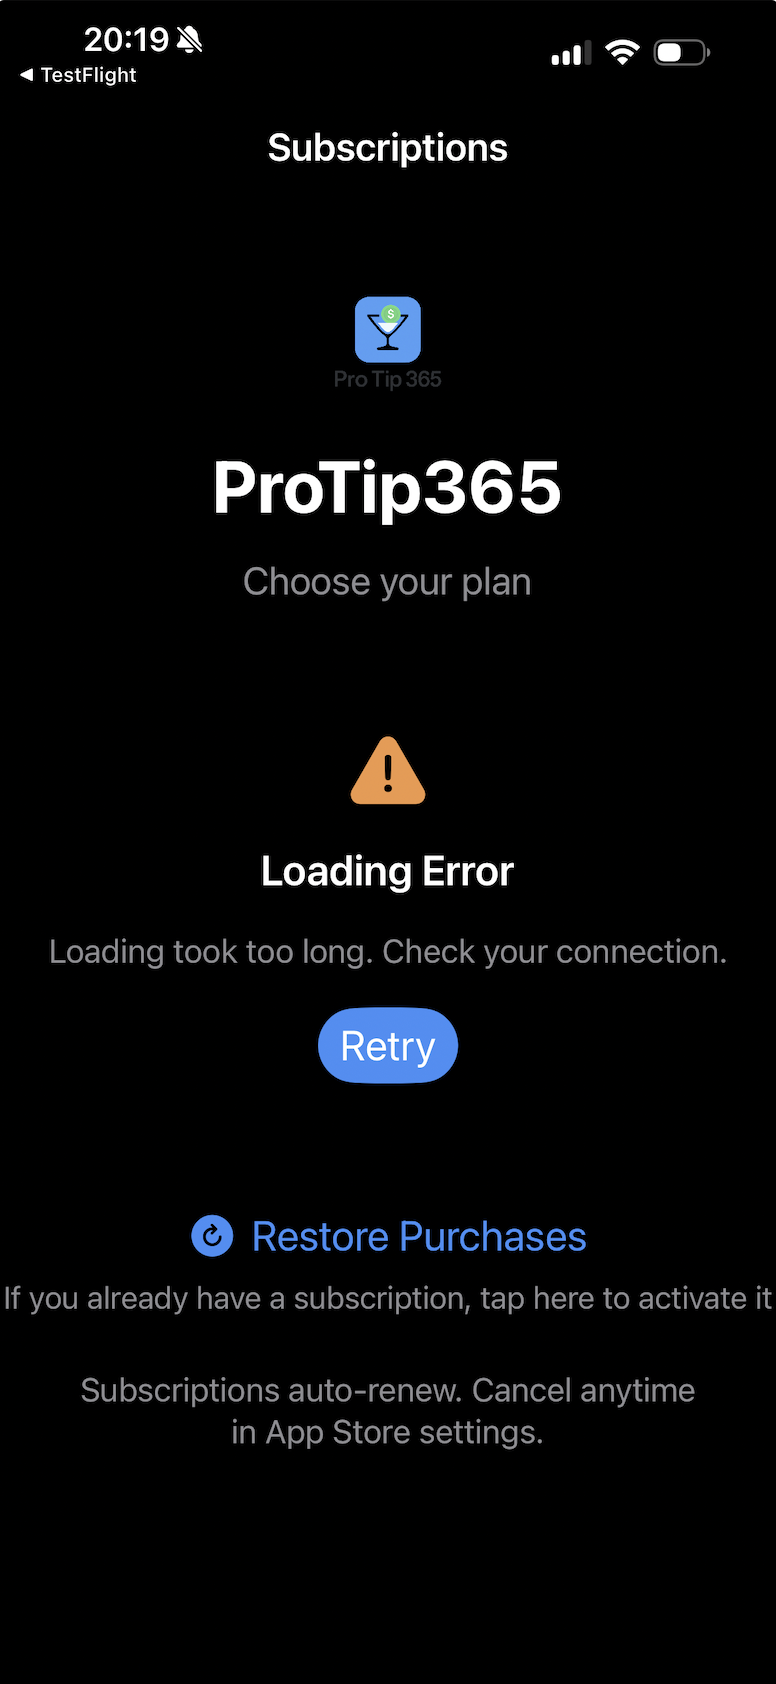 20:19
◀ TestFlight
Subscriptions
$
Pro Tip 365
ProTip365
Choose your plan
!
Loading Error
Loading took too long. Check your connection.
Retry
Restore Purchases
If you already have a subscription, tap here to activate it
Subscriptions auto-renew. Cancel anytime
in App Store settings.